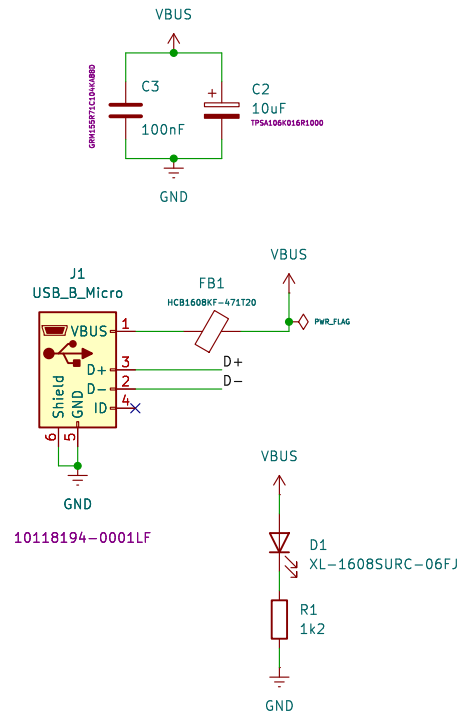 VBUS
GRM155R71C104KA88D
C3
100nF
+
C2
10uF
TPSA106K016R1000
GND
J1
USB_B_Micro
VBUS
1
D+
3
D-
2
ID
4
Shield
GND
6
5
GND
10118194-0001LF
FB1
HCB1608KF-471T20
VBUS
PWR_FLAG
D+
D-
VBUS
D1
XL-1608SURC-06FJ
R1
1k2
GND